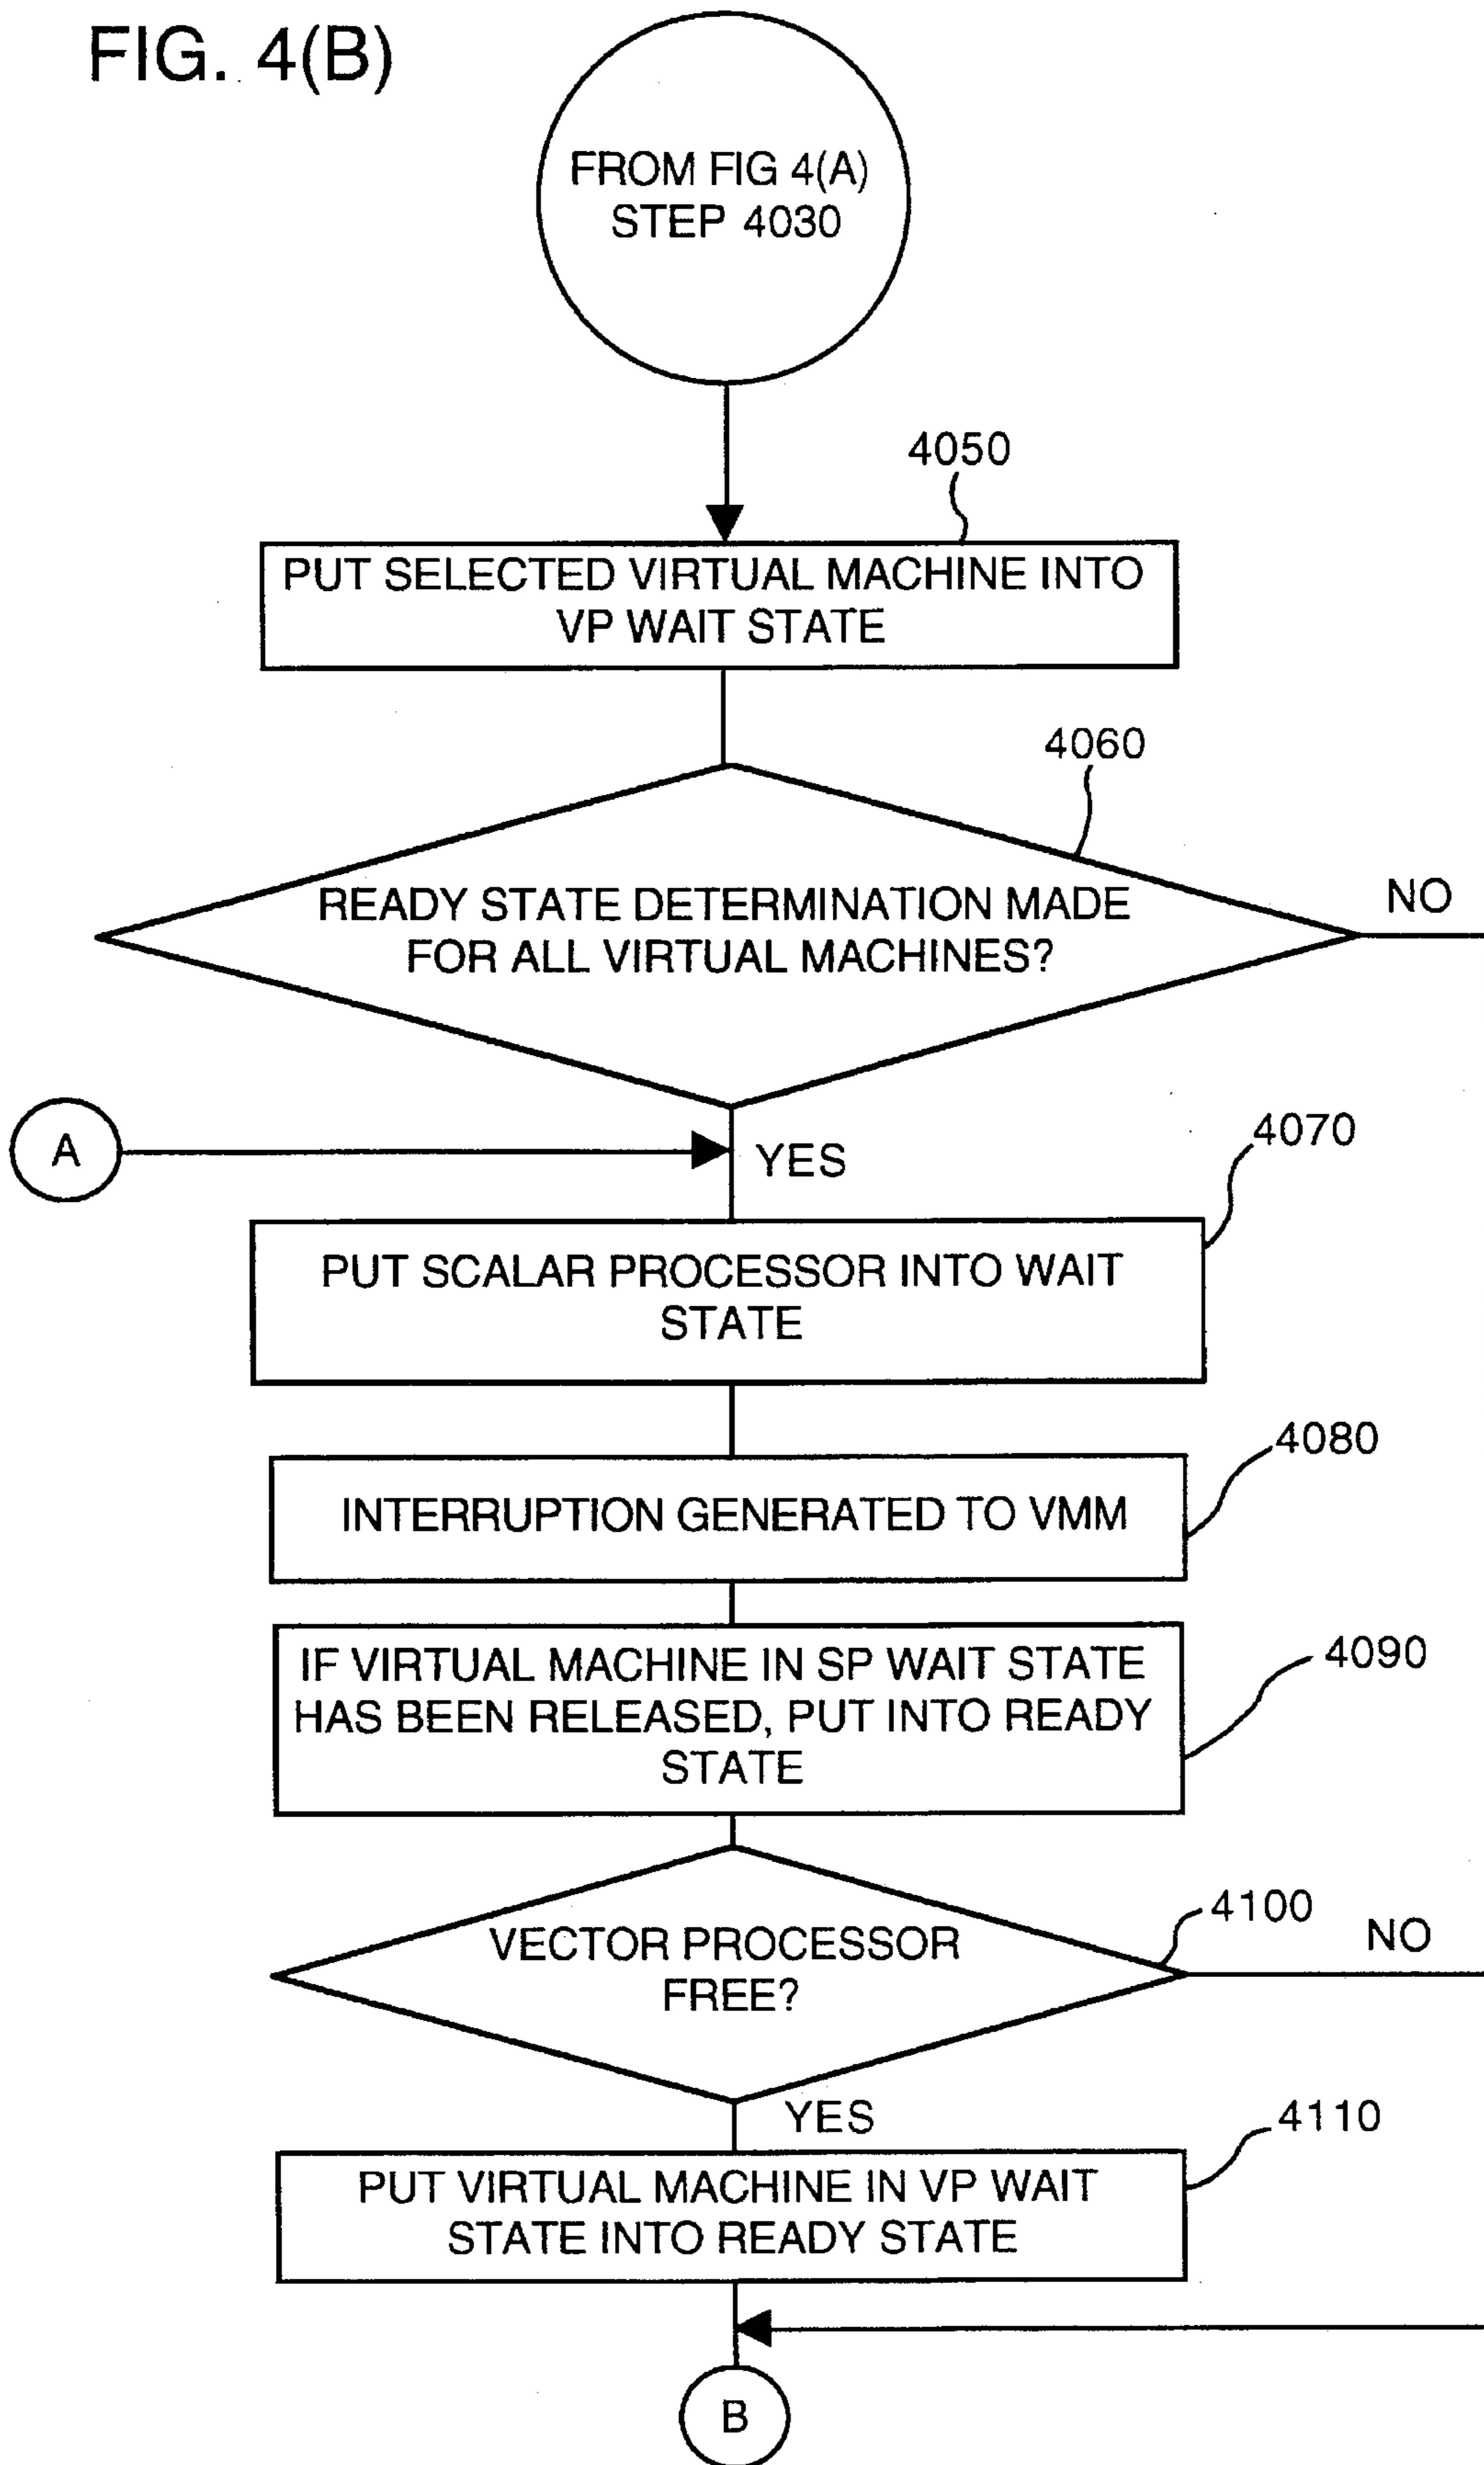 FIG. 4(B)
FROM FIG 4(A)
STEP 4030
4050
PUT SELECTED VIRTUAL MACHINE INTO
VP WAIT STATE
4060
READY STATE DETERMINATION MADE
FOR ALL VIRTUAL MACHINES?
NO
A
YES
4070
PUT SCALAR PROCESSOR INTO WAIT
STATE
4080
INTERRUPTION GENERATED TO VMM
4090
IF VIRTUAL MACHINE IN SP WAIT STATE
HAS BEEN RELEASED, PUT INTO READY
STATE
4100
VECTOR PROCESSOR
FREE?
NO
YES
4110
PUT VIRTUAL MACHINE IN VP WAIT
STATE INTO READY STATE
B